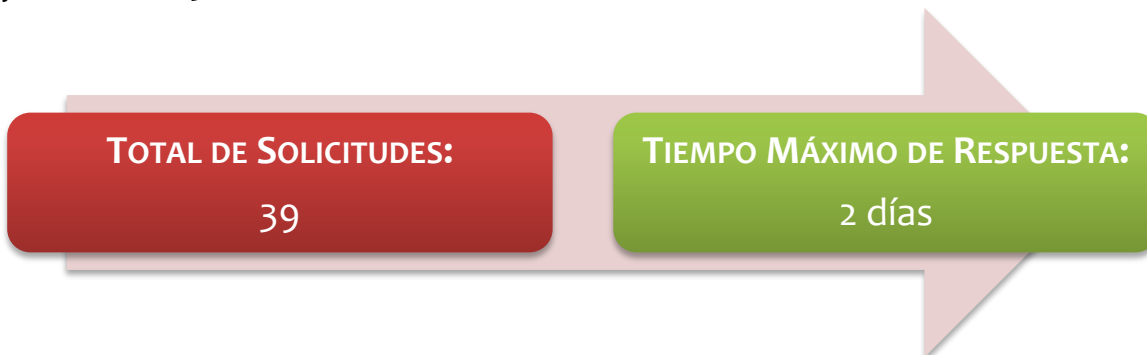 TOTAL DE SOLICITUDES:
39
TIEMPO MÁXIMO DE RESPUESTA:
2 días